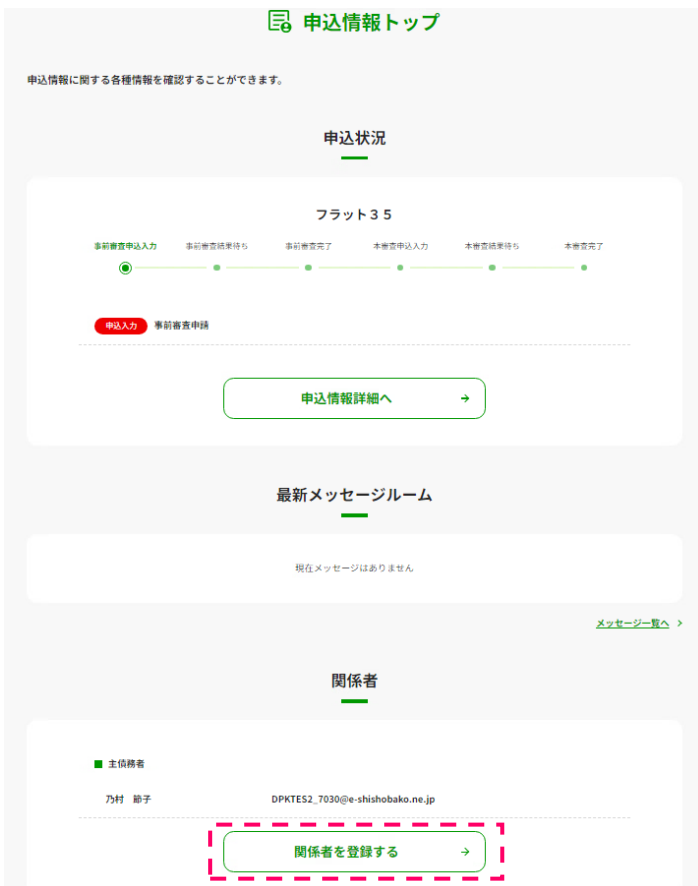 申込情報トップ
申込情報に関する各種情報を確認することができます。
申込状況
フラット３５
事前審査申込入力 事前審査結果待ち 事前審査完了 本審査申込入力 本審査結果待ち 本審査完了
申込入力 事前審査申請
申込情報詳細へ
最新メッセージルーム
現在メッセージはありません
メッセージ一覧へ
関係者
主債務者
乃村　節子 DPKTES2_7030@e-shishobako.ne.jp
関係者を登録する